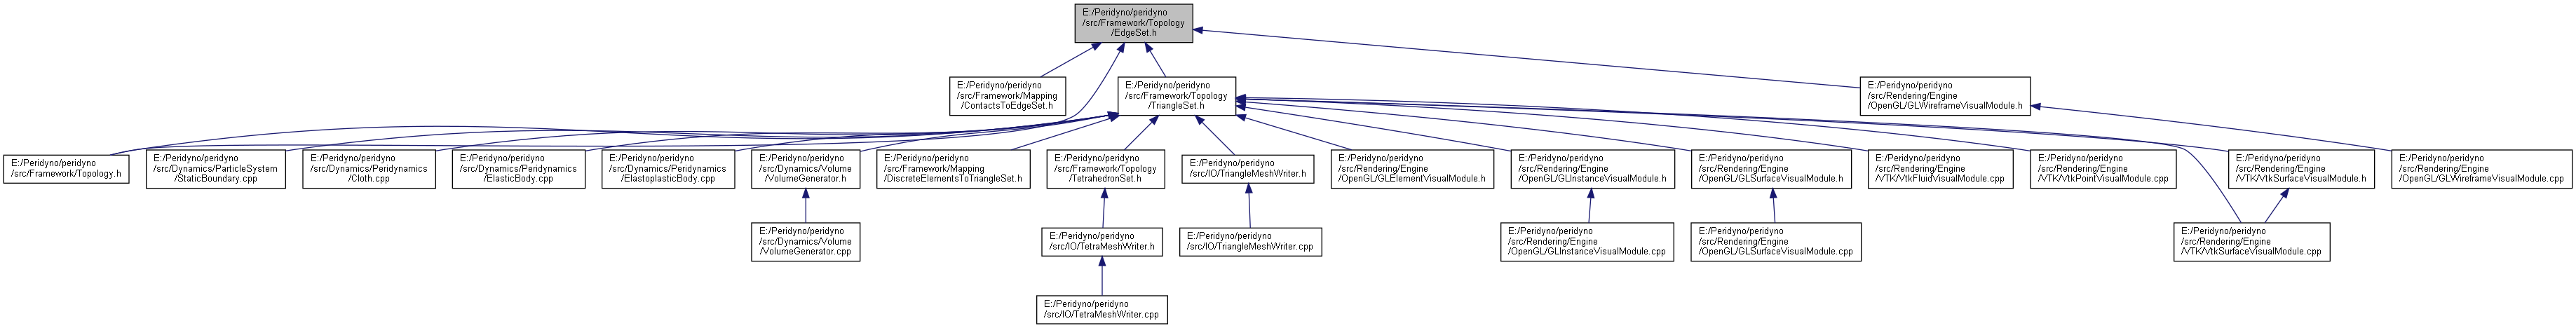 E:/Peridyno/peridyno
/src/Framework/Topology
/EdgeSet.h
E:/Peridyno/peridyno
/src/Framework/Mapping
/ContactsToEdgeSet.h
E:/Peridyno/peridyno
/src/Framework/Topology
/TriangleSet.h
E:/Peridyno/peridyno
/src/Rendering/Engine
/OpenGL/GLWireframeVisualModule.h
E:/Peridyno/peridyno
/src/Framework/Topology.h
E:/Peridyno/peridyno
/src/Dynamics/ParticleSystem
/StaticBoundary.cpp
E:/Peridyno/peridyno
/src/Dynamics/Peridynamics
/Cloth.cpp
E:/Peridyno/peridyno
/src/Dynamics/Peridynamics
/ElasticBody.cpp
E:/Peridyno/peridyno
/src/Dynamics/Peridynamics
/ElastoplasticBody.cpp
E:/Peridyno/peridyno
/src/Dynamics/Volume
/VolumeGenerator.h
E:/Peridyno/peridyno
/src/Framework/Mapping
/DiscreteElementsToTriangleSet.h
E:/Peridyno/peridyno
/src/Framework/Topology
/TetrahedronSet.h
E:/Peridyno/peridyno
/src/IO/TriangleMeshWriter.h
E:/Peridyno/peridyno
/src/Rendering/Engine
/OpenGL/GLElementVisualModule.h
E:/Peridyno/peridyno
/src/Rendering/Engine
/OpenGL/GLInstanceVisualModule.h
E:/Peridyno/peridyno
/src/Rendering/Engine
/OpenGL/GLSurfaceVisualModule.h
E:/Peridyno/peridyno
/src/Rendering/Engine
/VTK/VtkFluidVisualModule.cpp
E:/Peridyno/peridyno
/src/Rendering/Engine
/VTK/VtkPointVisualModule.cpp
E:/Peridyno/peridyno
/src/Rendering/Engine
/VTK/VtkSurfaceVisualModule.h
E:/Peridyno/peridyno
/src/Rendering/Engine
/OpenGL/GLWireframeVisualModule.cpp
E:/Peridyno/peridyno
/src/Dynamics/Volume
/VolumeGenerator.cpp
E:/Peridyno/peridyno
/src/IO/TetraMeshWriter.h
E:/Peridyno/peridyno
/src/IO/TriangleMeshWriter.cpp
E:/Peridyno/peridyno
/src/Rendering/Engine
/OpenGL/GLInstanceVisualModule.cpp
E:/Peridyno/peridyno
/src/Rendering/Engine
/OpenGL/GLSurfaceVisualModule.cpp
E:/Peridyno/peridyno
/src/Rendering/Engine
/VTK/VtkSurfaceVisualModule.cpp
E:/Peridyno/peridyno
/src/IO/TetraMeshWriter.cpp